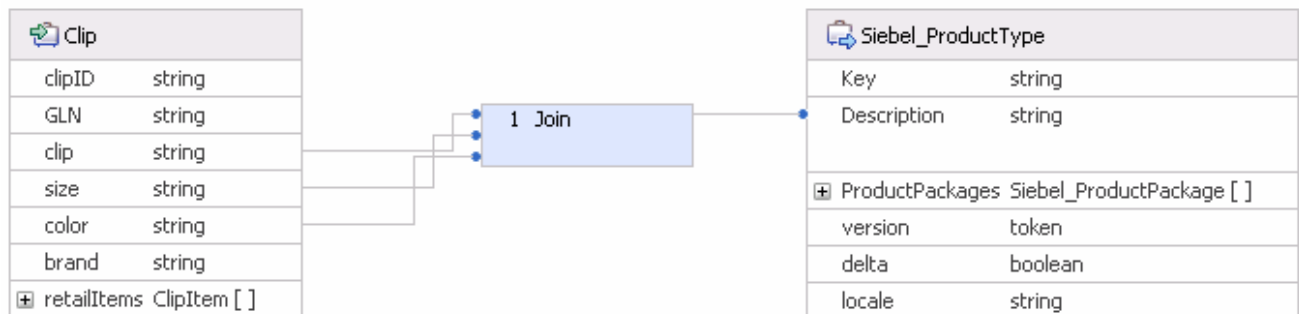 Clip
clipID string
GLN string
clip string
size string
color string
brand string
retailItems ClipItem [ ]
1 Join
Siebel_ProductType
Key string
Description string
ProductPackages Siebel_ProductPackage [ ]
version token
delta boolean
locale string